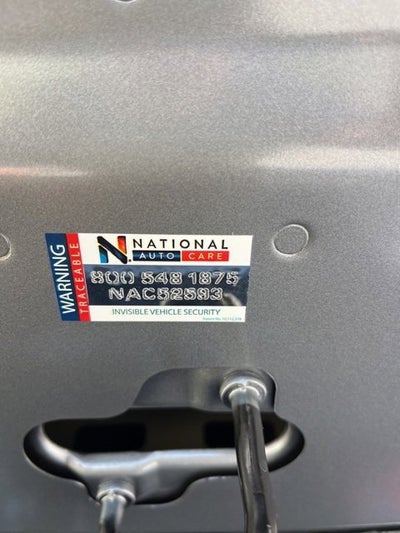 WARNING
TRACEABLE
N. NATIONAL
AUTO CARE
800 548 1875
NAC52593
INVISIBLE VEHICLE SECURITY